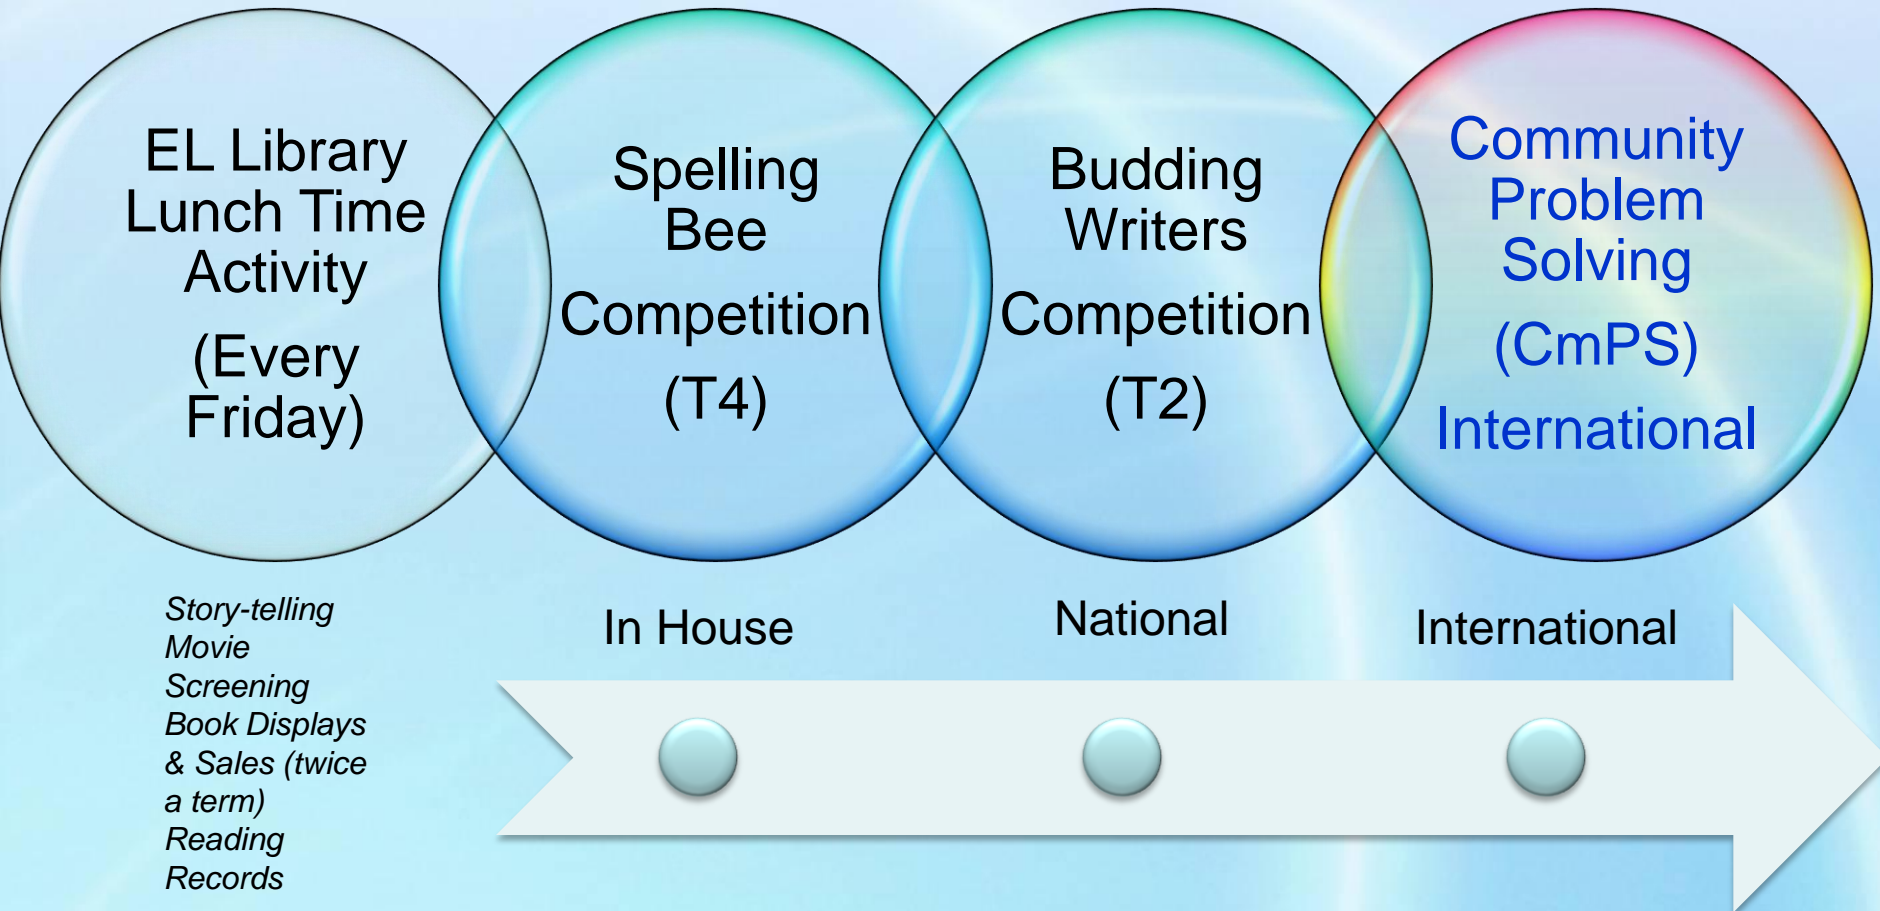 EL Library
Lunch Time
Activity
(Every
Friday)
Spelling
Bee
Competition
(T4)
Budding
Writers
Competition
(T2)
Community
Problem
Solving
(CmPS)
International
Story-telling
Movie
Screening
Book Displays
& Sales (twice
a term)
Reading
Records
In House
National
International